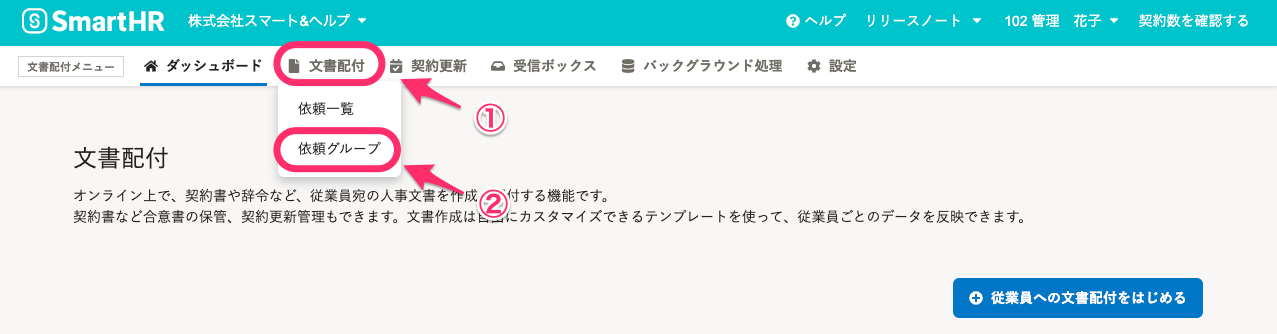 SmartHR 株式会社スマート&ヘルプ ヘルプ リリースノート 102 管理 花子 契約数を確認する
文書配付メニュー ダッシュボード 文書配付 契約更新 受信ボックス バックグラウンド処理 設定
①
依頼一覧
依頼グループ
②
文書配付
オンライン上で、契約書や辞令など、従業員宛の人事文書を作成 付する機能です。
契約書など合意書の保管、契約更新管理もできます。文書作成は自由にカスタマイズできるテンプレートを使って、従業員ごとのデータを反映できます。
従業員への文書配付をはじめる